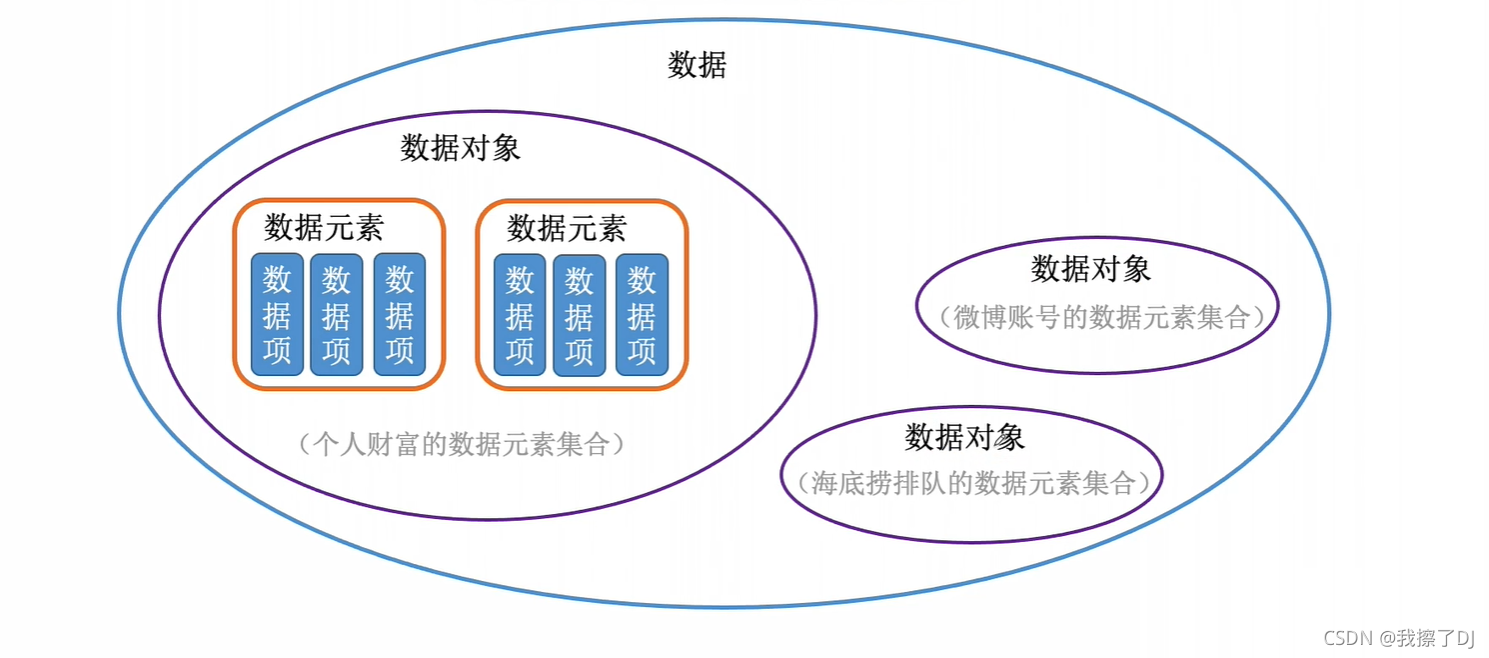 数据
数据对象
数据元素
数据项
数据项
数据项
数据元素
数据项
数据项
数据项
（个人财富的数据元素集合）
数据对象
（微博账号的数据元素集合）
数据对象
（海底捞排队的数据元素集合）
CSDN @我擦了DJ